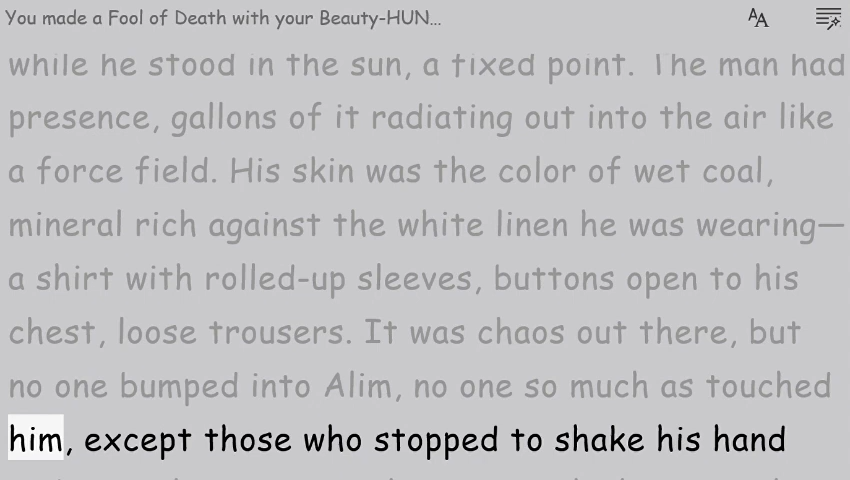 You made a Fool of Death with your Beauty-HUN...
while he stood in the sun, a fixed point. The man had
presence, gallons of it radiating out into the air like
a force field. His skin was the color of wet coal,
mineral rich against the white linen he was wearing—
a shirt with rolled-up sleeves, buttons open to his
chest, loose trousers. It was chaos out there, but
no one bumped into Alim, no one so much as touched
him, except those who stopped to shake his hand